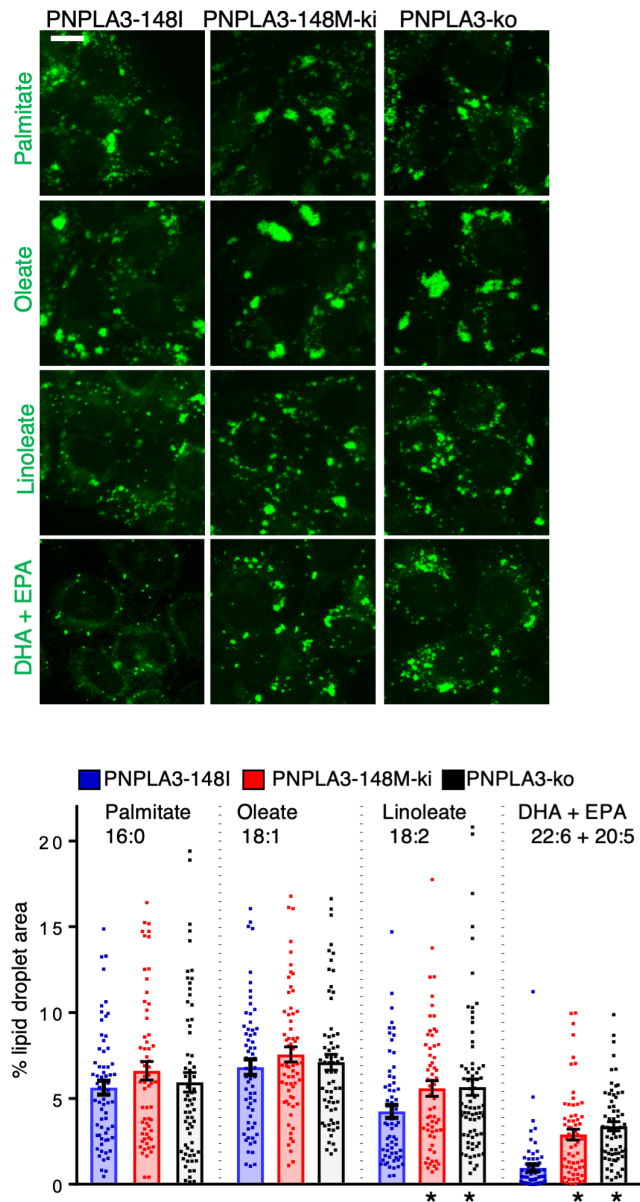 PNPLA3-148I PNPLA3-148M-ki PNPLA3-ko
Palmitate
Oleate
Linoleate
DHA + EPA
PNPLA3-148I PNPLA3-148M-ki PNPLA3-ko
Palmitate Oleate Linoleate DHA + EPA
16:0 18:1 18:2 22:6 + 20:5
% lipid droplet area
20
15
10
5
0
* * * *